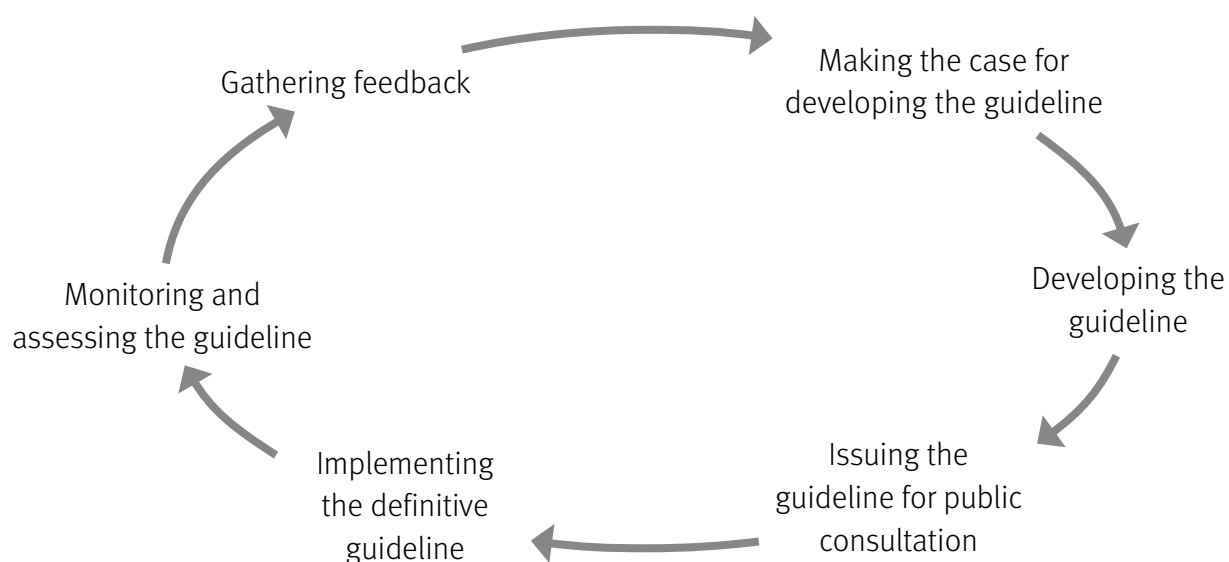 Gathering feedback
Making the case for
developing the guideline
Developing the
guideline
Issuing the
guideline for public
consultation
Implementing
the definitive
guideline
Monitoring and
assessing the guideline